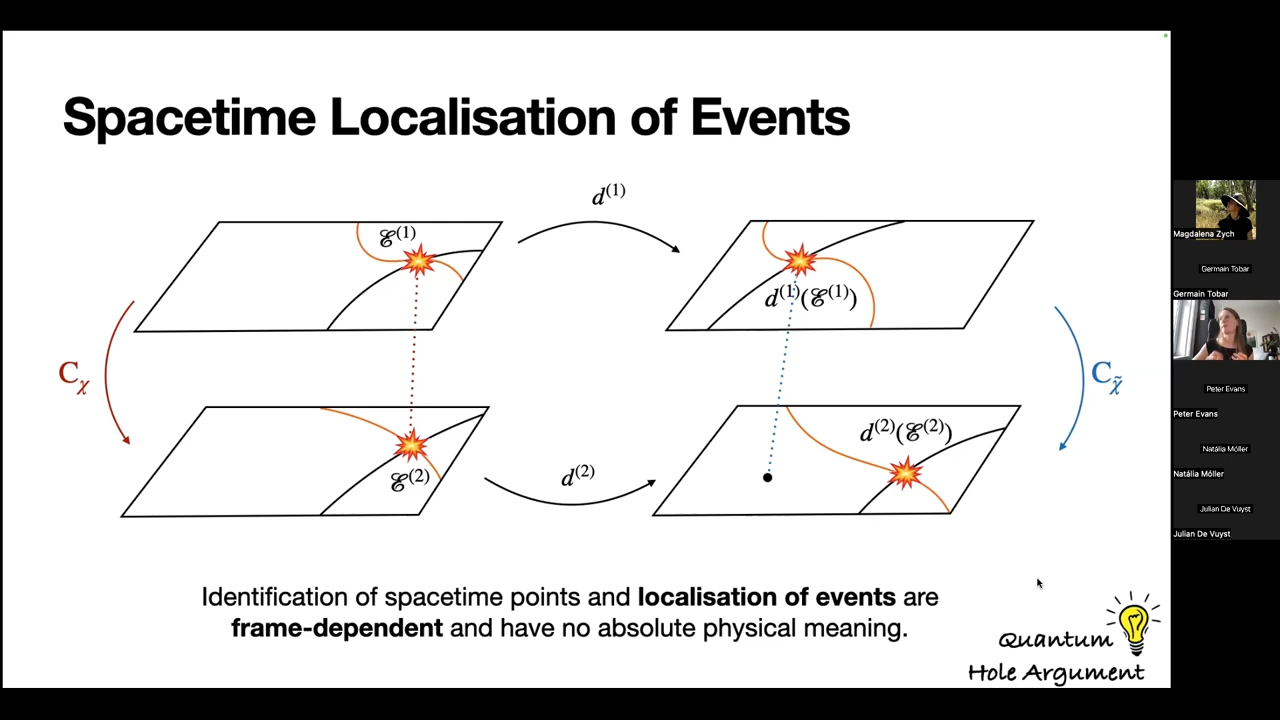 Spacetime Localisation of Events
d⁽¹⁾
ℰ⁽¹⁾
d⁽¹⁾(ℰ⁽¹⁾)
C_χ
C_χ̃
ℰ⁽²⁾
d⁽²⁾
d⁽²⁾(ℰ⁽²⁾)
Identification of spacetime points and localisation of events are
frame-dependent and have no absolute physical meaning.
Quantum
Hole Argument
Magdalena Zych
Germain Tobar
Germain Tobar
Peter Evans
Peter Evans
Natália Móller
Natália Móller
Julian De Vuyst
Julian De Vuyst